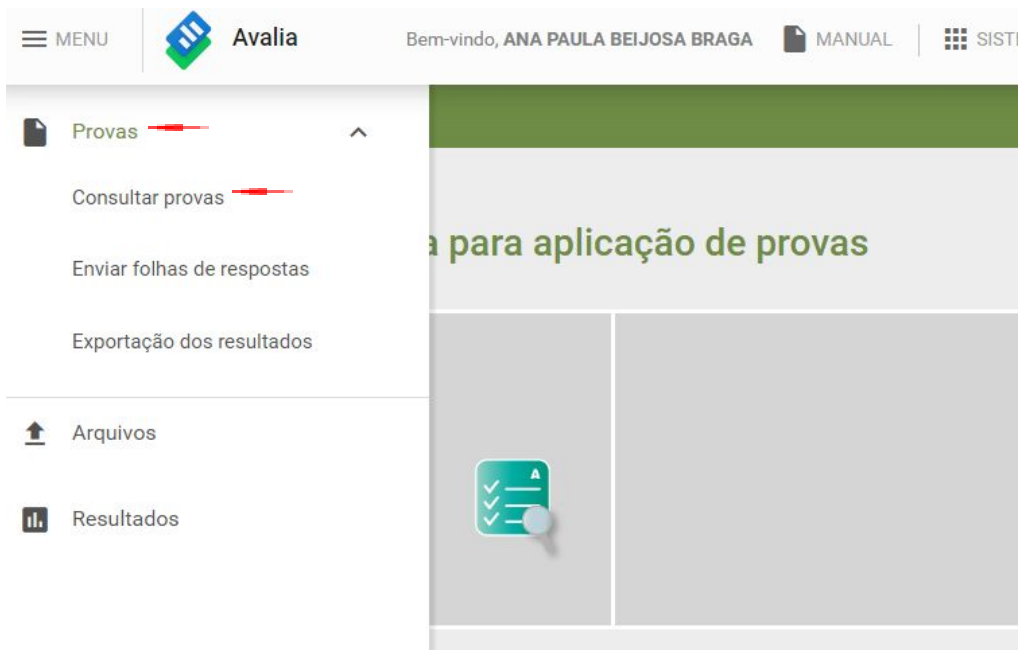 MENU
Avalia
Bem-vindo, ANA PAULA BEIJOSA BRAGA
MANUAL
Provas
Consultar provas
para aplicação de provas
Enviar folhas de respostas
Exportação dos resultados
Arquivos
A
Resultados